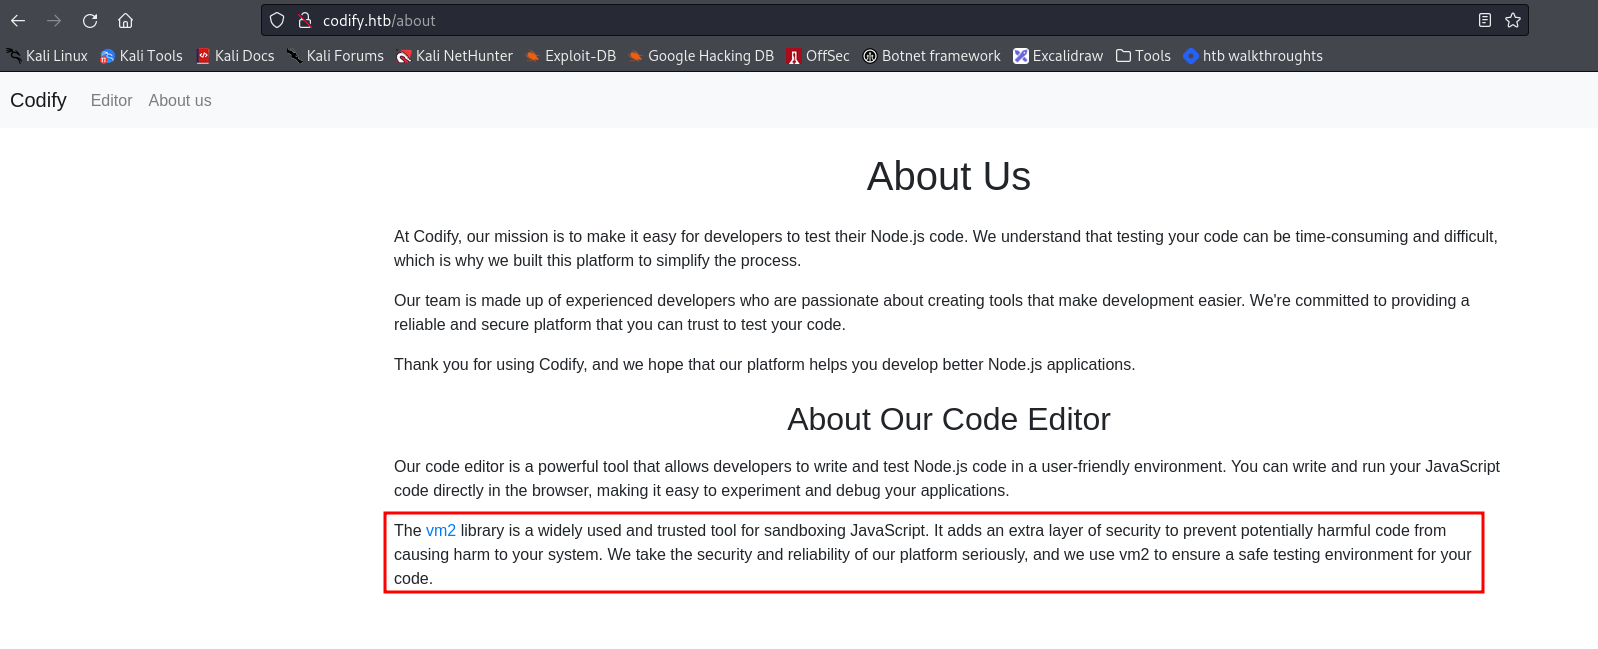 codify.htb/about
Kali Linux Kali Tools Kali Docs Kali Forums Kali NetHunter Exploit-DB Google Hacking DB OffSec Botnet framework Excalidraw Tools htb walkthroughts
Codify Editor About us
About Us
At Codify, our mission is to make it easy for developers to test their Node.js code. We understand that testing your code can be time-consuming and difficult,
which is why we built this platform to simplify the process.
Our team is made up of experienced developers who are passionate about creating tools that make development easier. We're committed to providing a
reliable and secure platform that you can trust to test your code.
Thank you for using Codify, and we hope that our platform helps you develop better Node.js applications.
About Our Code Editor
Our code editor is a powerful tool that allows developers to write and test Node.js code in a user-friendly environment. You can write and run your JavaScript
code directly in the browser, making it easy to experiment and debug your applications.
The vm2 library is a widely used and trusted tool for sandboxing JavaScript. It adds an extra layer of security to prevent potentially harmful code from
causing harm to your system. We take the security and reliability of our platform seriously, and we use vm2 to ensure a safe testing environment for your
code.